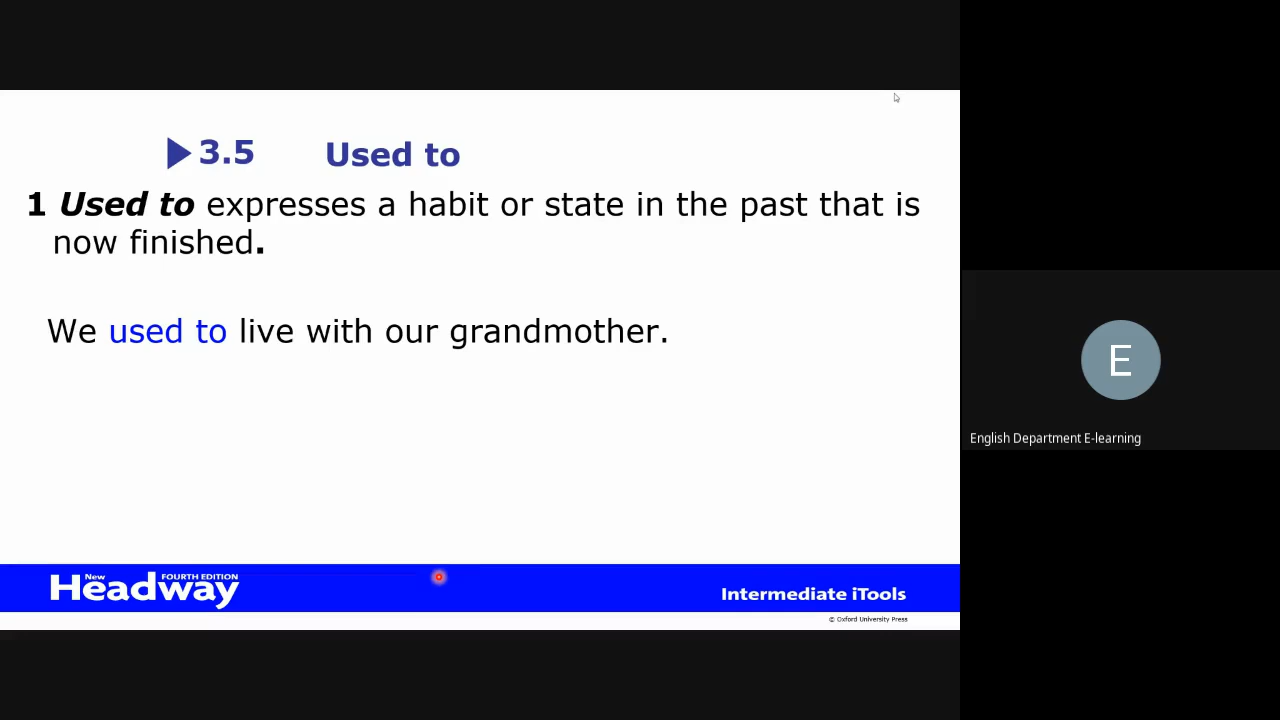 3.5 Used to
1 Used to expresses a habit or state in the past that is
now finished.
We used to live with our grandmother.
E
English Department E-learning
New Headway FOURTH EDITION
Intermediate iTools
© Oxford University Press